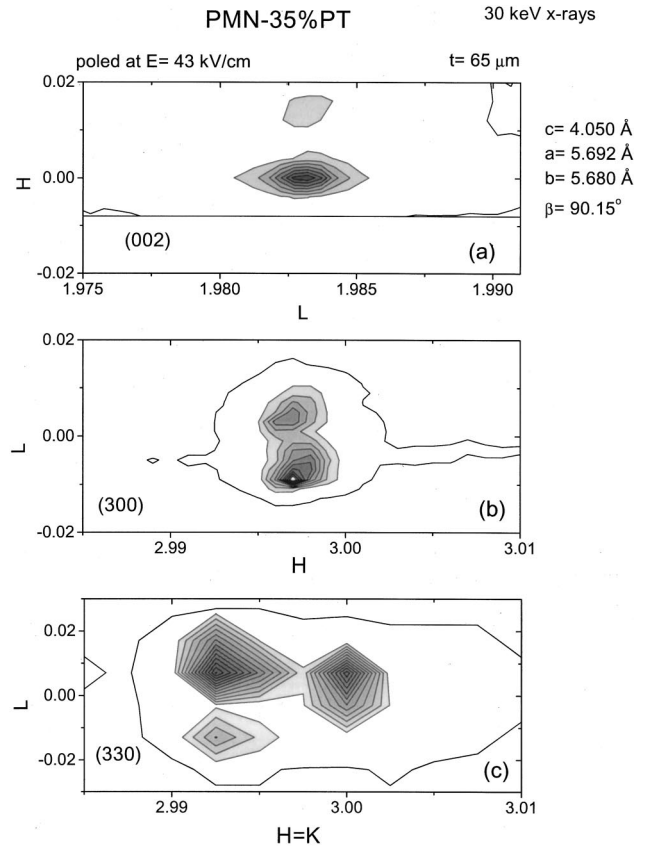 PMN-35%PT
30 keV x-rays
poled at E= 43 kV/cm
t= 65 μm
0.02
0.00
-0.02
H
(002)
(a)
1.975
1.980
1.985
1.990
L
c= 4.050 Å
a= 5.692 Å
b= 5.680 Å
β= 90.15°
0.02
0.00
-0.02
L
(300)
(b)
2.99
3.00
3.01
H
0.02
0.00
-0.02
L
(330)
(c)
2.99
3.00
3.01
H=K